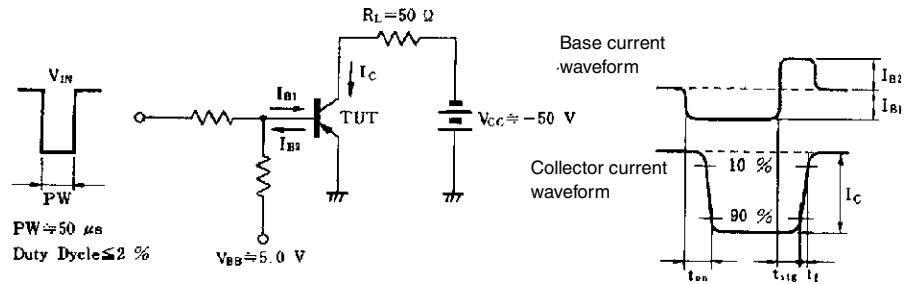 V_IN
PW
PW≒50 μs
Duty Dycle≦2 %
V_BB≒5.0 V
I_B1
I_B2
TUT
R_L=50 Ω
I_C
V_CC≒−50 V
Base current
waveform
I_B2
I_B1
Collector current
waveform
10 %
90 %
I_C
t_on
t_stg
t_f